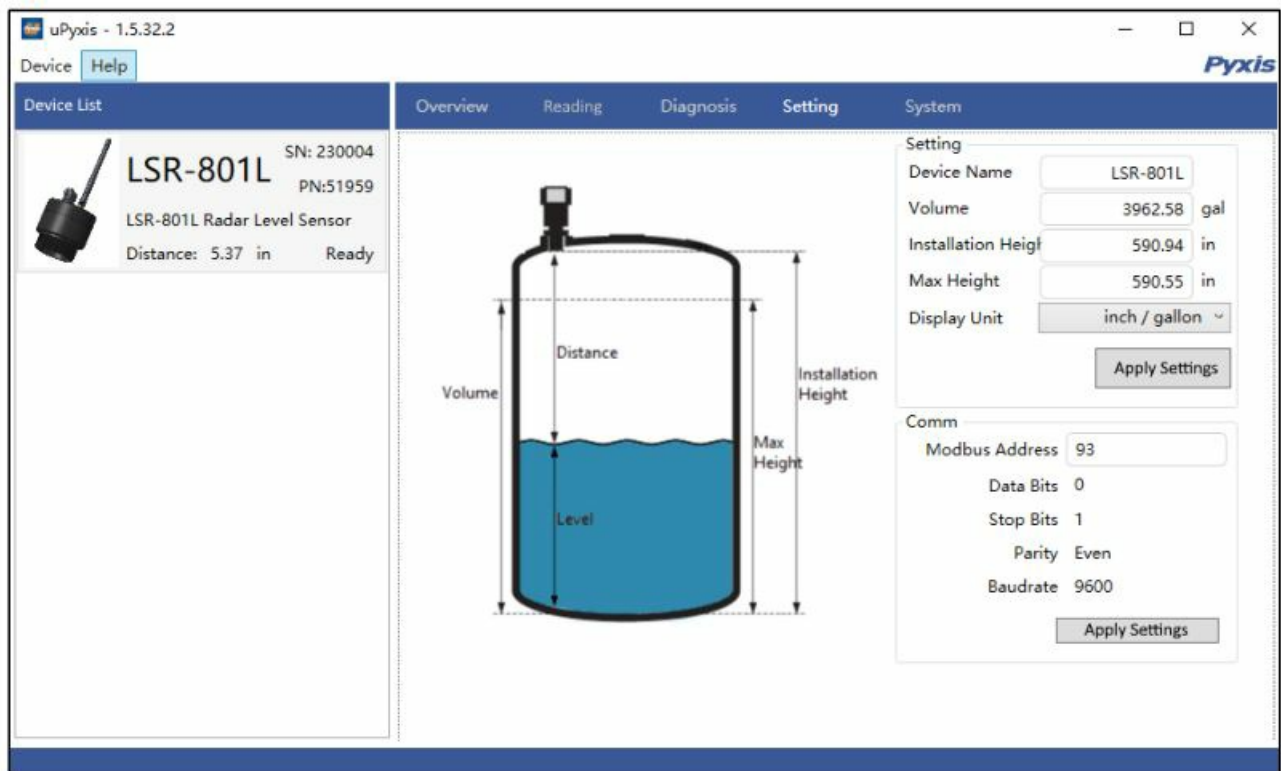 uPyxis - 1.5.32.2
Device Help
Pyxis
Device List
Overview Reading Diagnosis Setting System
LSR-801L
SN: 230004
PN:51959
LSR-801L Radar Level Sensor
Distance: 5.37 in Ready
Distance
Volume
Installation
Height
Max
Height
Level
Setting
Device Name LSR-801L
Volume 3962.58 gal
Installation Heigh 590.94 in
Max Height 590.55 in
Display Unit inch / gallon
Apply Settings
Comm
Modbus Address 93
Data Bits 0
Stop Bits 1
Parity Even
Baudrate 9600
Apply Settings